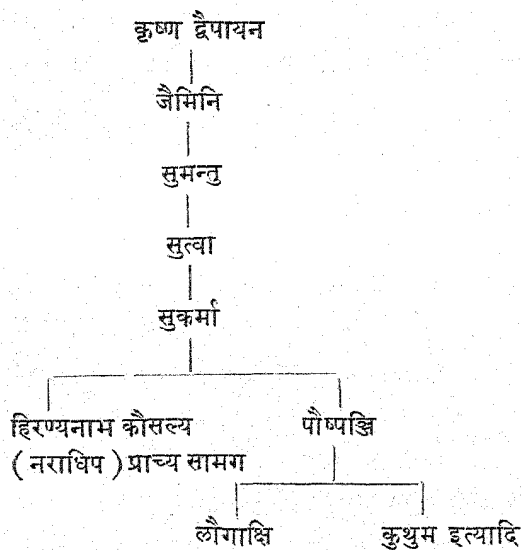 कृष्ण द्वैपायन
जैमिनि
सुमन्तु
सुत्वा
सुकर्मा
हिरण्यनाभ कौसल्य
( नराधिप ) प्राच्य सामग
पौष्पञ्जि
लौगाक्षि
कुथुम इत्यादि